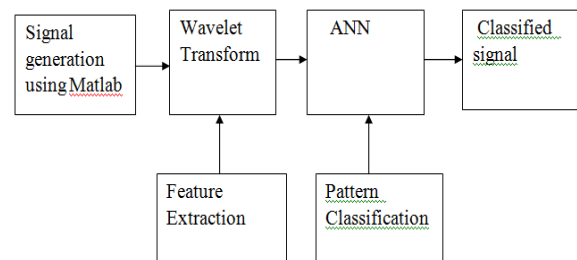 Signal
generation
using Matlab
Wavelet
Transform
ANN
Classified
signal
Feature
Extraction
Pattern
Classification